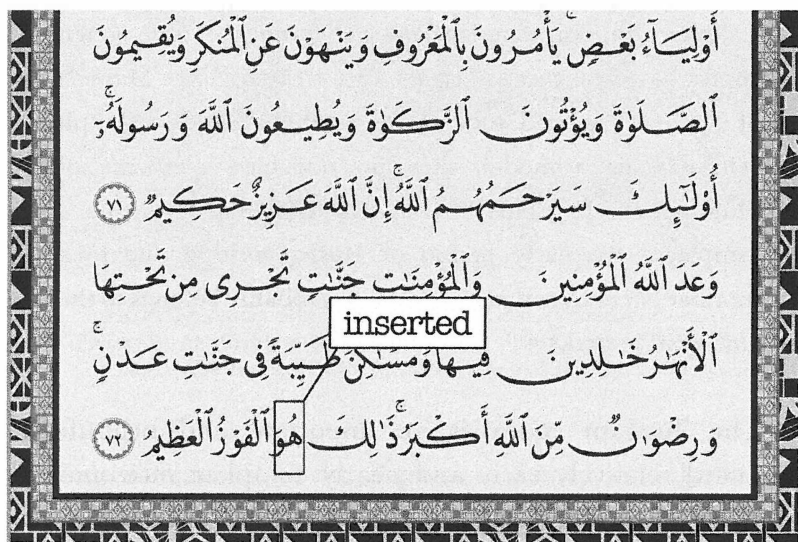 أَوْلِيَآءُ بَعْضٍۚ يَأْمُرُونَ بِٱلْمَعْرُوفِ وَيَنْهَوْنَ عَنِ ٱلْمُنكَرِ وَيُقِيمُونَ
ٱلصَّلَوٰةَ وَيُؤْتُونَ ٱلزَّكَوٰةَ وَيُطِيعُونَ ٱللَّهَ وَرَسُولَهُۥٓۚ
أُو۟لَٰٓئِكَ سَيَرْحَمُهُمُ ٱللَّهُۗ إِنَّ ٱللَّهَ عَزِيزٌ حَكِيمٌ ٧١
وَعَدَ ٱللَّهُ ٱلْمُؤْمِنِينَ وَٱلْمُؤْمِنَٰتِ جَنَّٰتٍ تَجْرِى مِن تَحْتِهَا
inserted
ٱلْأَنْهَٰرُ خَٰلِدِينَ فِيهَا وَمَسَٰكِنَ طَيِّبَةً فِى جَنَّٰتِ عَدْنٍۚ
وَرِضْوَٰنٌ مِّنَ ٱللَّهِ أَكْبَرُۚ ذَٰلِكَ هُوَ ٱلْفَوْزُ ٱلْعَظِيمُ ٧٢